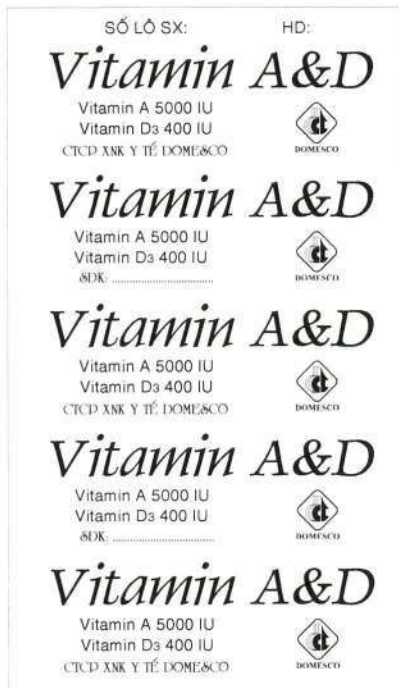 SỐ LÔ SX: HD:
Vitamin A&D
Vitamin A 5000 IU
Vitamin D3 400 IU
CTCP XNK Y TẾ DOMESCO
DOMESCO
Vitamin A&D
Vitamin A 5000 IU
Vitamin D3 400 IU
SĐK: ................................
DOMESCO
Vitamin A&D
Vitamin A 5000 IU
Vitamin D3 400 IU
CTCP XNK Y TẾ DOMESCO
DOMESCO
Vitamin A&D
Vitamin A 5000 IU
Vitamin D3 400 IU
SĐK: ................................
DOMESCO
Vitamin A&D
Vitamin A 5000 IU
Vitamin D3 400 IU
CTCP XNK Y TẾ DOMESCO
DOMESCO